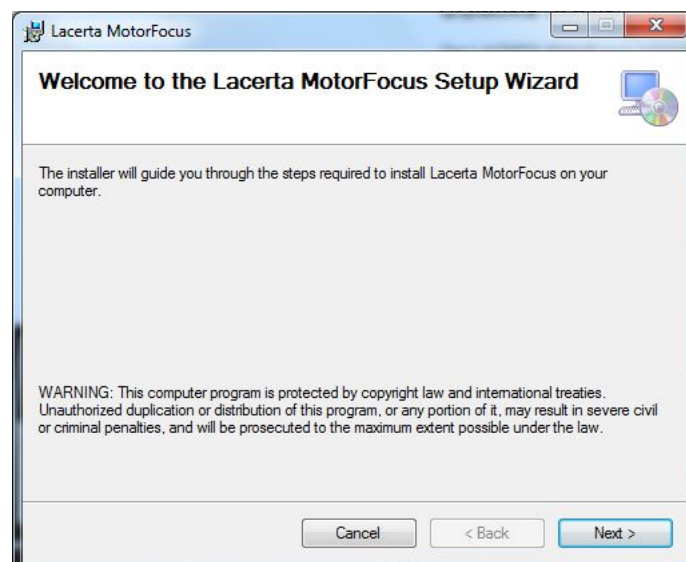 Lacerta MotorFocus
Welcome to the Lacerta MotorFocus Setup Wizard
The installer will guide you through the steps required to install Lacerta MotorFocus on your
computer.
WARNING: This computer program is protected by copyright law and international treaties.
Unauthorized duplication or distribution of this program, or any portion of it, may result in severe civil
or criminal penalties, and will be prosecuted to the maximum extent possible under the law.
Cancel
< Back
Next >